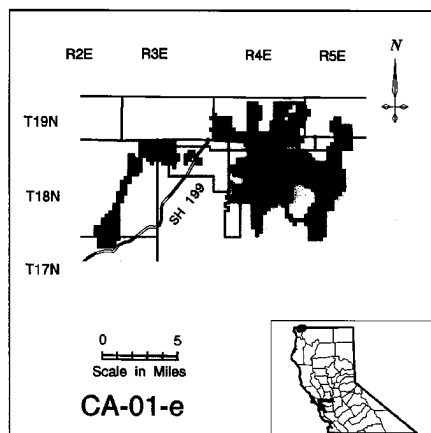 R2E R3E R4E R5E
N
T19N
T18N
SH 199
T17N
0 5
Scale in Miles
CA-01-e